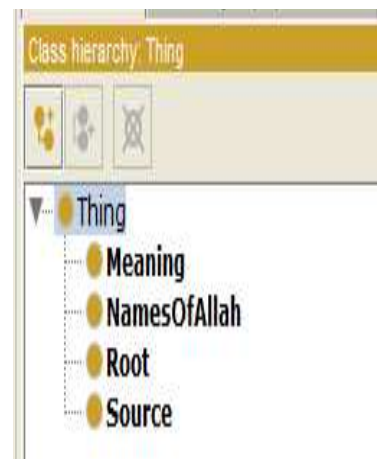 Class hierarchy: Thing
Thing
Meaning
NamesOfAllah
Root
Source